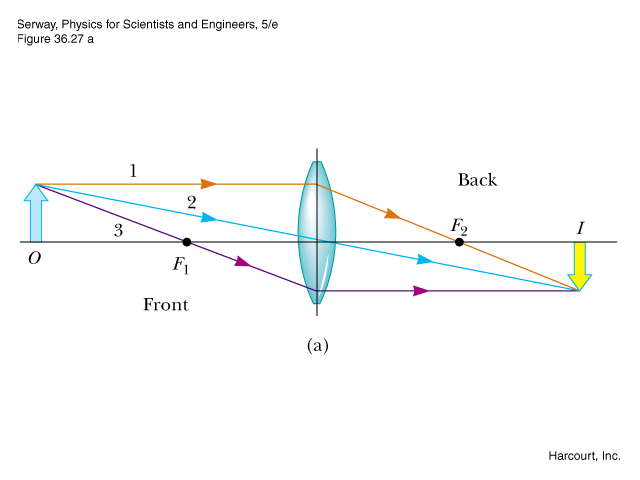 Serway, Physics for Scientists and Engineers, 5/e
Figure 36.27 a
1
Back
2
3
F2
I
O
F1
Front
(a)
Harcourt, Inc.